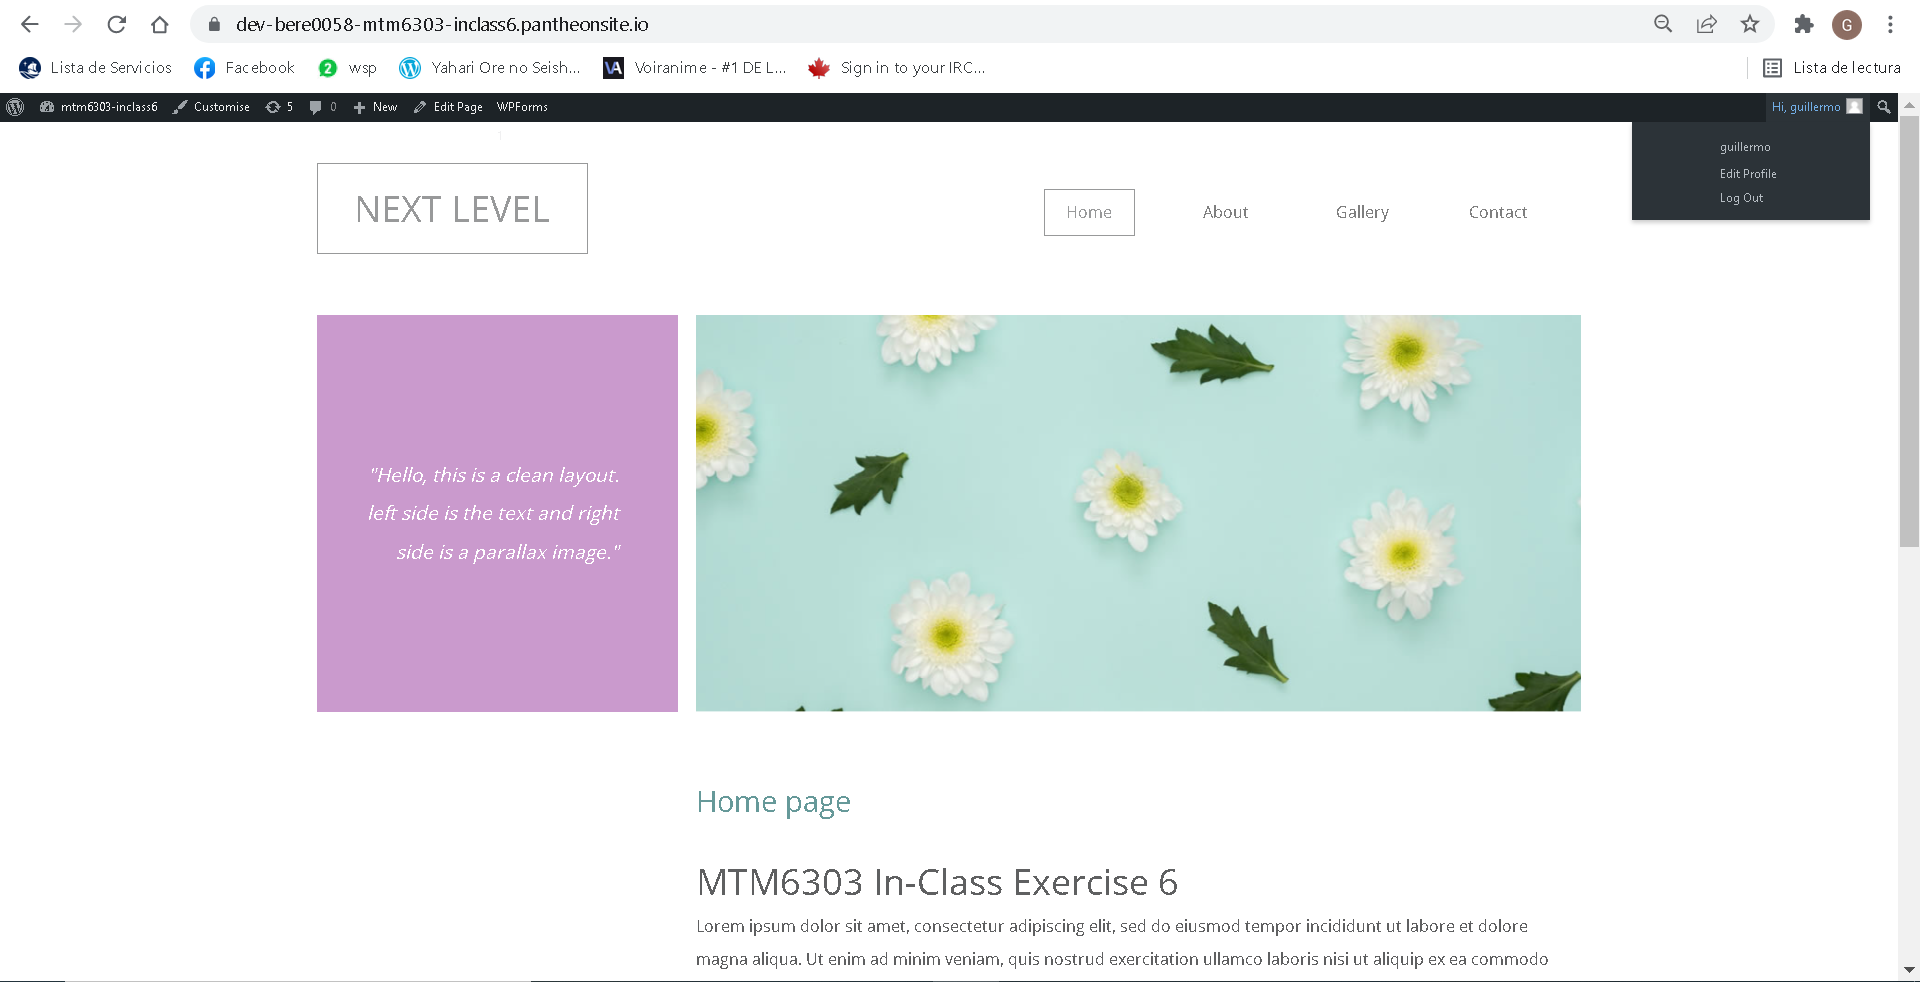 dev-bere0058-mtm6303-inclass6.pantheonsite.io
G
Lista de Servicios
Facebook
2 wsp
Yahari Ore no Seish...
VA Voiranime - #1 DE L...
Sign in to your IRC...
Lista de lectura
mtm6303-inclass6
Customise
5
0
New
Edit Page
WPForms
Hi, guillermo
guillermo
Edit Profile
Log Out
NEXT LEVEL
Home
About
Gallery
Contact
"Hello, this is a clean layout.
left side is the text and right
side is a parallax image."
Home page
MTM6303 In-Class Exercise 6
Lorem ipsum dolor sit amet, consectetur adipiscing elit, sed do eiusmod tempor incididunt ut labore et dolore
magna aliqua. Ut enim ad minim veniam, quis nostrud exercitation ullamco laboris nisi ut aliquip ex ea commodo